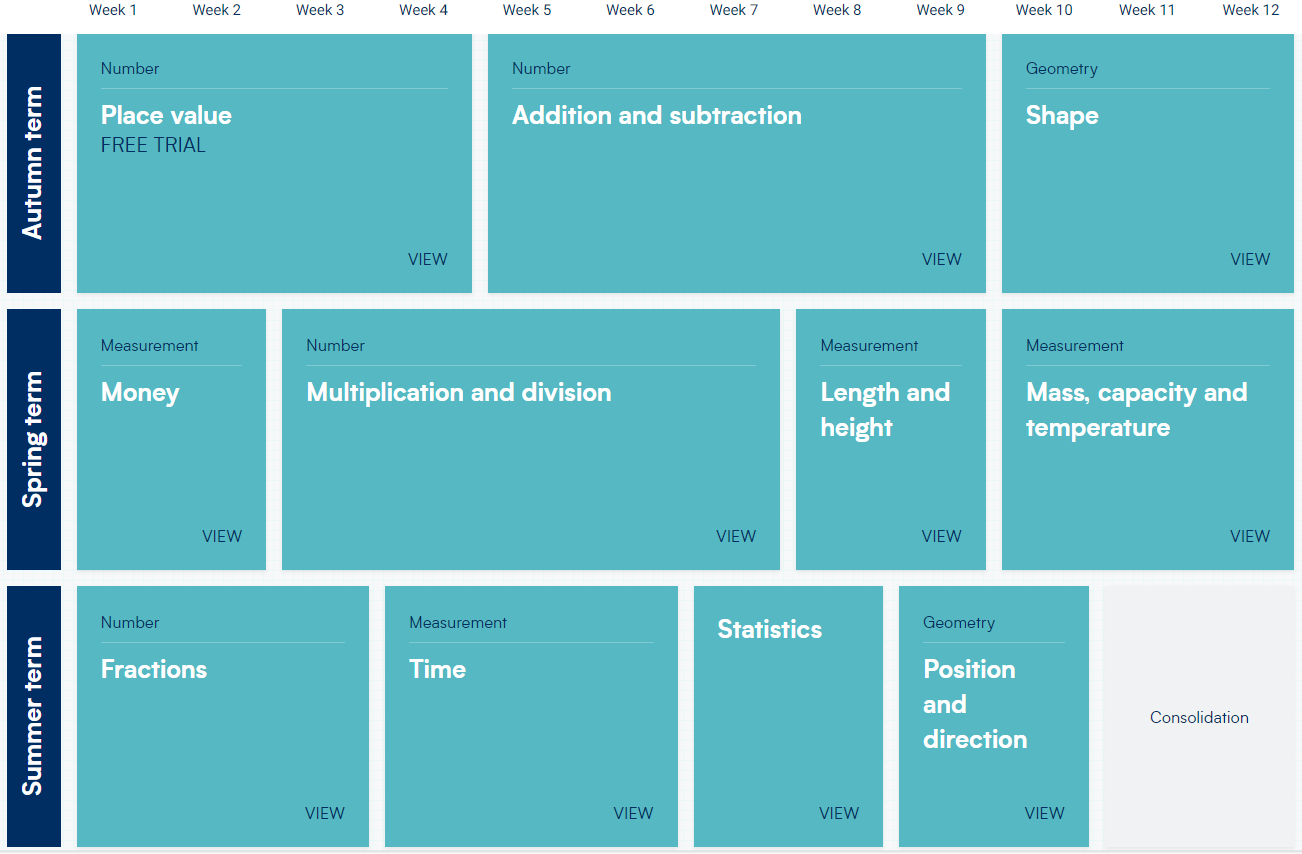 Week 1 Week 2 Week 3 Week 4 Week 5 Week 6 Week 7 Week 8 Week 9 Week 10 Week 11 Week 12
Autumn term
Number
Place value
FREE TRIAL
VIEW
Number
Addition and subtraction
VIEW
Geometry
Shape
VIEW
Spring term
Measurement
Money
VIEW
Number
Multiplication and division
VIEW
Measurement
Length and
height
VIEW
Measurement
Mass, capacity and
temperature
VIEW
Summer term
Number
Fractions
VIEW
Measurement
Time
VIEW
Statistics
VIEW
Geometry
Position
and
direction
VIEW
Consolidation